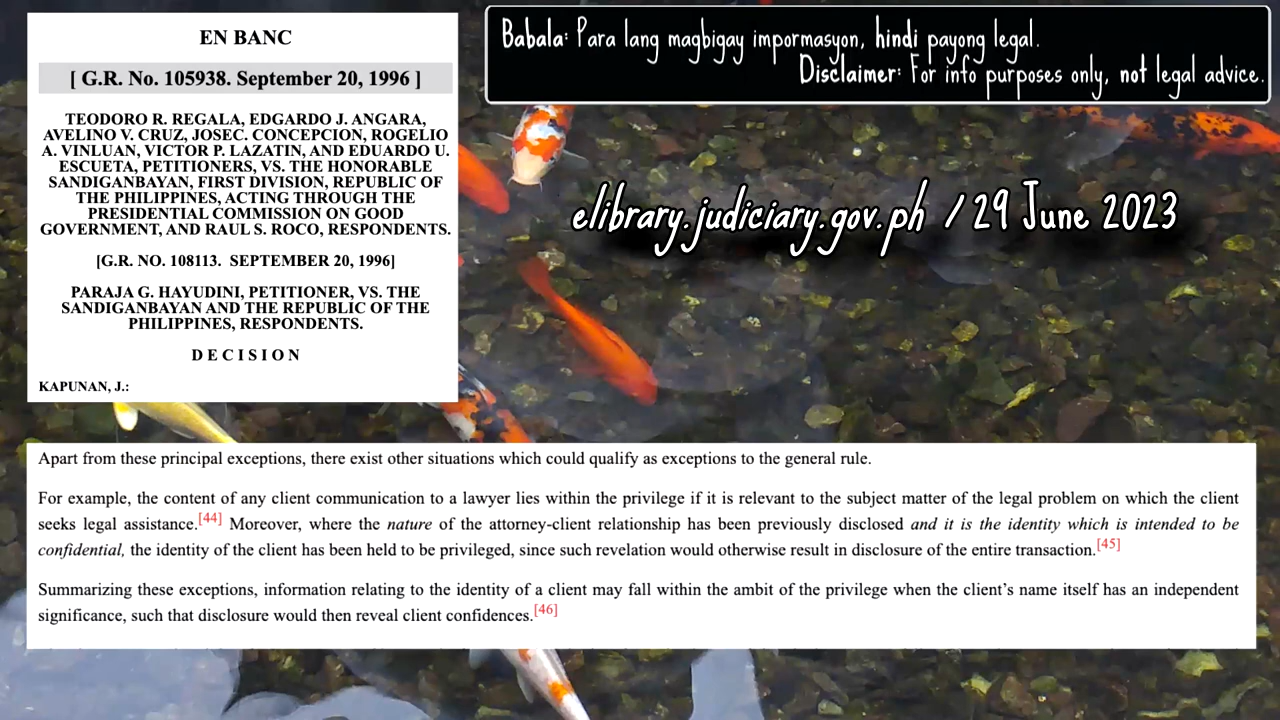 EN BANC
[ G.R. No. 105938. September 20, 1996 ]
TEODORO R. REGALA, EDGARDO J. ANGARA,
AVELINO V. CRUZ, JOSEC. CONCEPCION, ROGELIO
A. VINLUAN, VICTOR P. LAZATIN, AND EDUARDO U.
ESCUETA, PETITIONERS, VS. THE HONORABLE
SANDIGANBAYAN, FIRST DIVISION, REPUBLIC OF
THE PHILIPPINES, ACTING THROUGH THE
PRESIDENTIAL COMMISSION ON GOOD
GOVERNMENT, AND RAUL S. ROCO, RESPONDENTS.
[G.R. NO. 108113. SEPTEMBER 20, 1996]
PARAJA G. HAYUDINI, PETITIONER, VS. THE
SANDIGANBAYAN AND THE REPUBLIC OF THE
PHILIPPINES, RESPONDENTS.
D E C I S I O N
KAPUNAN, J.:
Babala: Para lang magbigay impormasyon, hindi payong legal.
Disclaimer: For info purposes only, not legal advice.
elibrary.judiciary.gov.ph / 29 June 2023
Apart from these principal exceptions, there exist other situations which could qualify as exceptions to the general rule.
For example, the content of any client communication to a lawyer lies within the privilege if it is relevant to the subject matter of the legal problem on which the client
seeks legal assistance.[44] Moreover, where the nature of the attorney-client relationship has been previously disclosed and it is the identity which is intended to be
confidential, the identity of the client has been held to be privileged, since such revelation would otherwise result in disclosure of the entire transaction.[45]
Summarizing these exceptions, information relating to the identity of a client may fall within the ambit of the privilege when the client's name itself has an independent
significance, such that disclosure would then reveal client confidences.[46]